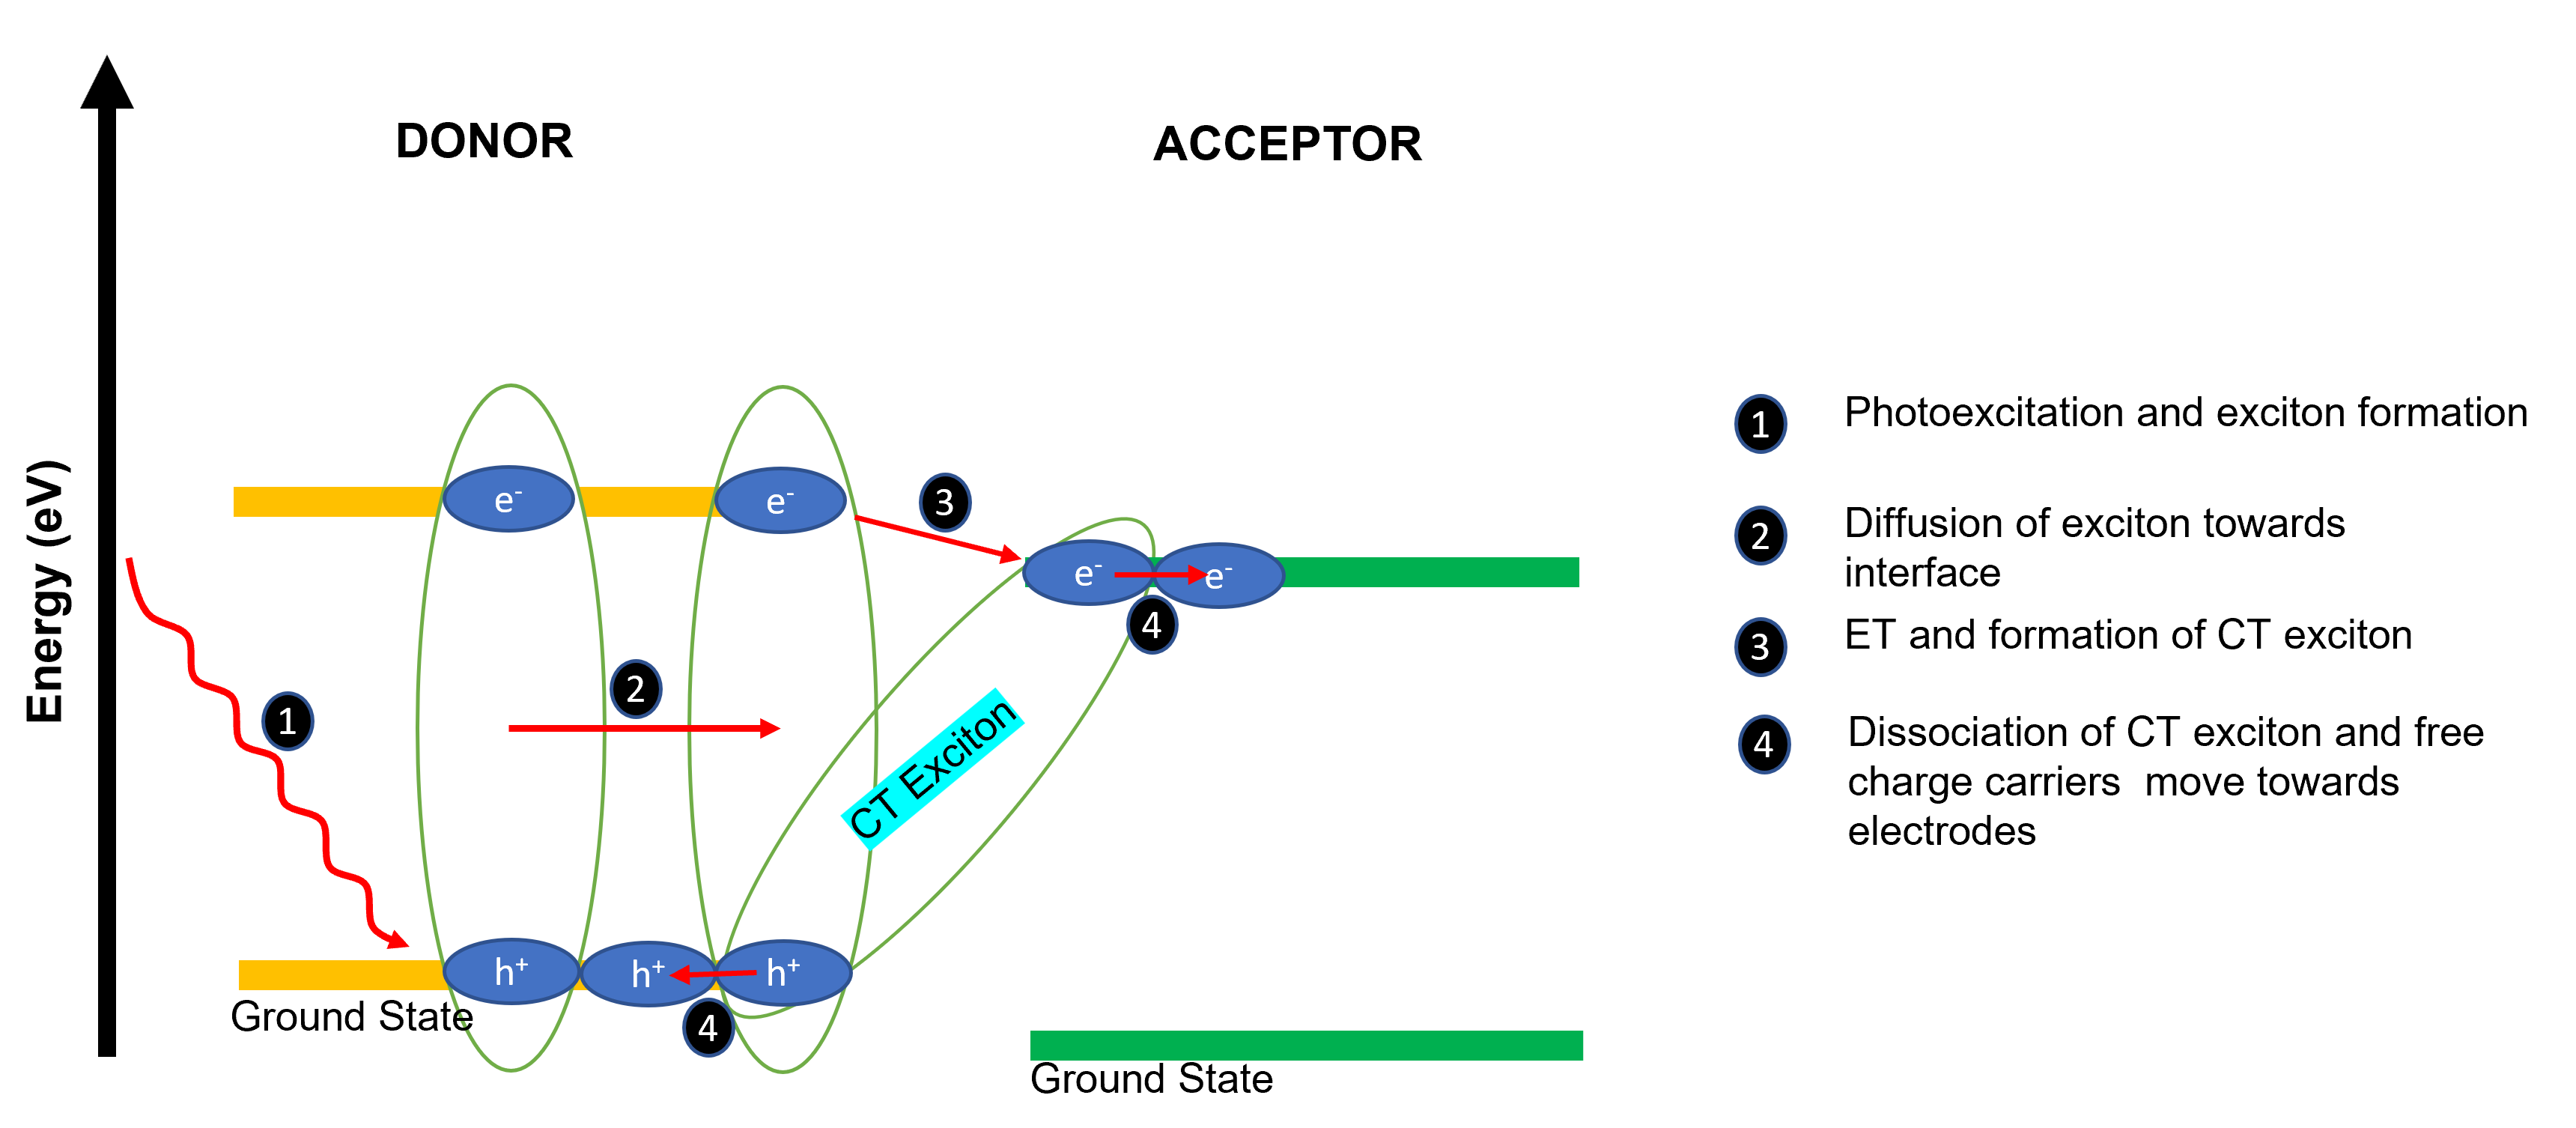 DONOR
ACCEPTOR
Energy (eV)
e-
e-
3
e-
e-
4
1
2
CT Exciton
h+
h+
h+
4
Ground State
Ground State
1 Photoexcitation and exciton formation
2 Diffusion of exciton towards
interface
3 ET and formation of CT exciton
4 Dissociation of CT exciton and free
charge carriers  move towards
electrodes